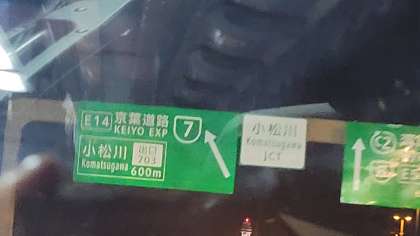 E14 京葉道路
KEIYO EXP
7
小松川 出口
703
Komatsugawa
600m
小松川
Komatsugawa
JCT
C2